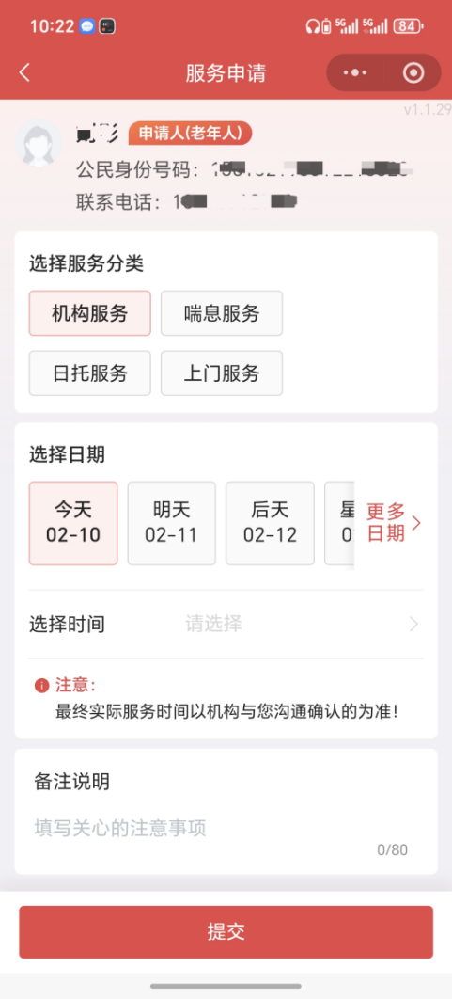 10:22
5G 5G 84
服务申请
v1.1.29
申请人(老年人)
公民身份号码：
联系电话：
选择服务分类
机构服务 喘息服务
日托服务 上门服务
选择日期
今天 明天 后天
02-10 02-11 02-12
更多
日期
选择时间 请选择
注意：
最终实际服务时间以机构与您沟通确认的为准！
备注说明
填写关心的注意事项
0/80
提交